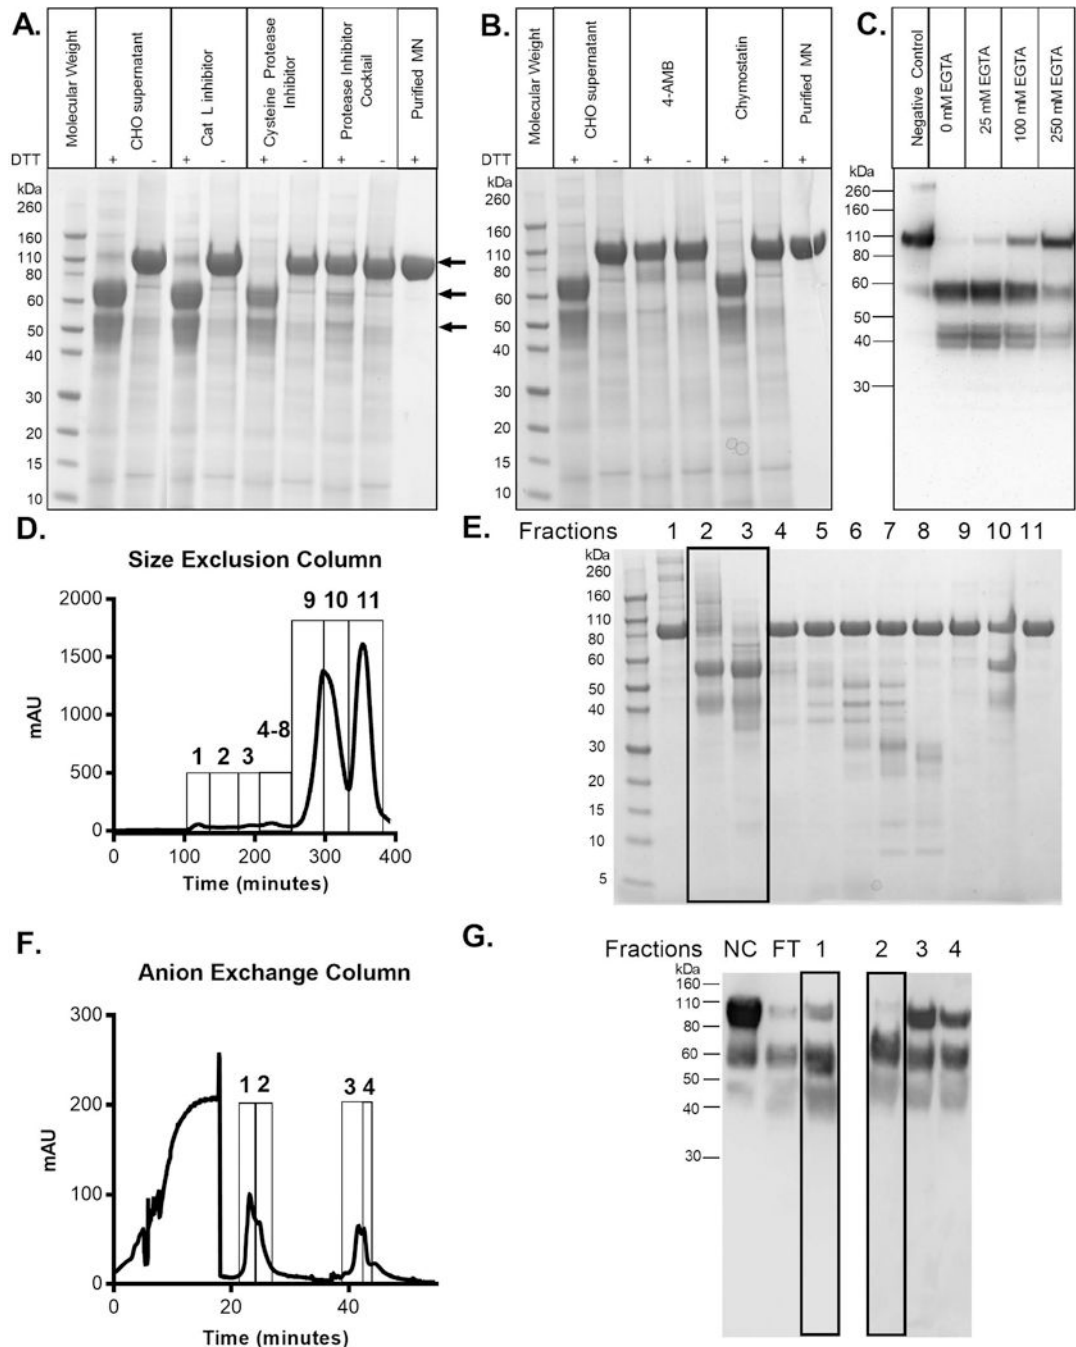 A.
Molecular Weight
CHO supernatant
Cat L inhibitor
Cysteine Protease
Inhibitor
Protease Inhibitor
Cocktail
Purified MN
DTT + - + - + - + - +
kDa
260
160
110
80
60
50
40
30
20
15
10
B.
Molecular Weight
CHO supernatant
4-AMB
Chymostatin
Purified MN
DTT + - + - + - +
kDa
260
160
110
80
60
50
40
30
20
15
10
C.
Negative Control
0 mM EGTA
25 mM EGTA
100 mM EGTA
250 mM EGTA
kDa
260
160
110
60
50
40
30
D.
Size Exclusion Column
2000
1500
1000
500
0
mAU
1 2 3 4-8 9 10 11
0 100 200 300 400
Time (minutes)
E.
Fractions 1 2 3 4 5 6 7 8 9 10 11
kDa
260
160
110
80
60
50
40
30
20
15
10
5
F.
Anion Exchange Column
300
200
100
0
mAU
1 2 3 4
0 20 40
Time (minutes)
G.
Fractions NC FT 1 2 3 4
kDa
160
110
80
60
50
40
30